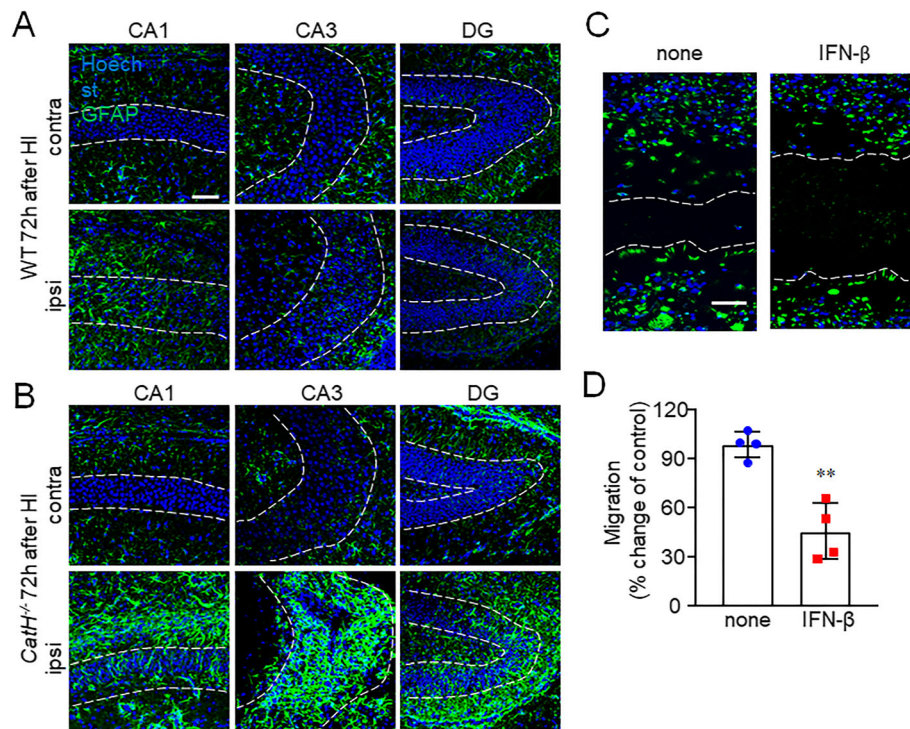 A
CA1
CA3
DG
Hoech
st
GFAP
contra
WT 72h after HI
ipsi
B
CA1
CA3
DG
contra
CatH-/- 72h after HI
ipsi
C
none
IFN-β
D
Migration
(% change of control)
120
90
60
30
0
**
none
IFN-β